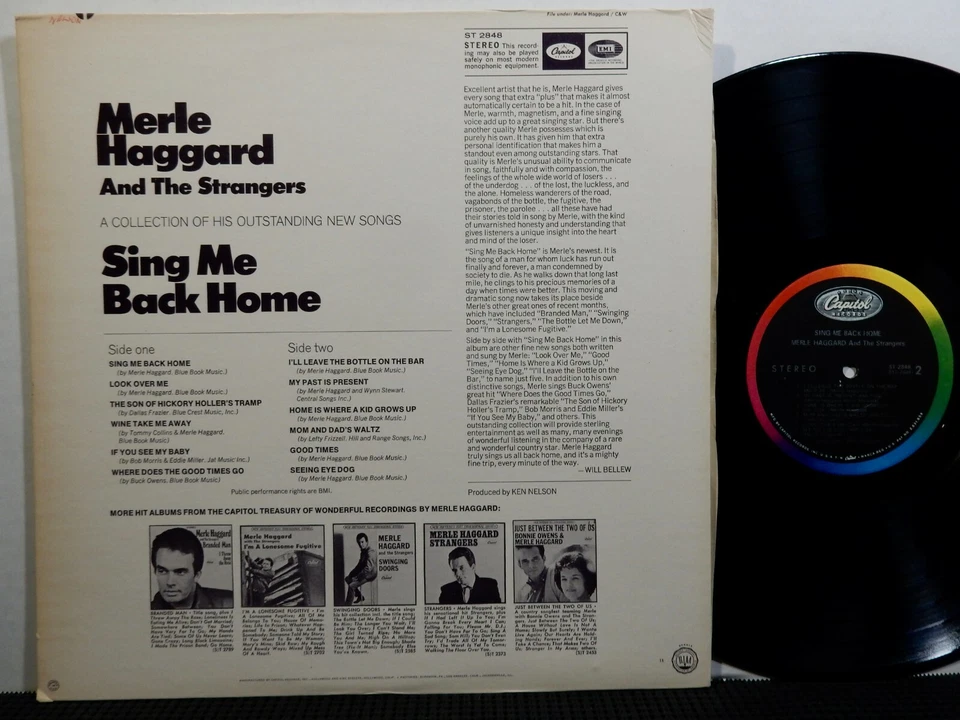 File under: Merle Haggard / C&W
ST 2848
STEREO This record-
ing may also be played
safely on most modern
monophonic equipment.
Capitol
RECORDS
EMI
Merle
Haggard
And The Strangers
A COLLECTION OF HIS OUTSTANDING NEW SONGS
Sing Me
Back Home
Side one
SING ME BACK HOME
(by Merle Haggard. Blue Book Music.)
LOOK OVER ME
(by Merle Haggard. Blue Book Music.)
THE SON OF HICKORY HOLLER'S TRAMP
(by Dallas Frazier. Blue Crest Music, Inc.)
WINE TAKE ME AWAY
(by Tommy Collins & Merle Haggard.
Blue Book Music)
IF YOU SEE MY BABY
(by Bob Morris & Eddie Miller. Jat Music Inc.)
WHERE DOES THE GOOD TIMES GO
(by Buck Owens. Blue Book Music)
Side two
I'LL LEAVE THE BOTTLE ON THE BAR
(by Merle Haggard. Blue Book Music.)
MY PAST IS PRESENT
(by Merle Haggard and Wynn Stewart.
Central Songs Inc.)
HOME IS WHERE A KID GROWS UP
(by Merle Haggard. Blue Book Music.)
MOM AND DAD'S WALTZ
(by Lefty Frizzell. Hill and Range Songs, Inc.)
GOOD TIMES
(by Merle Haggard. Blue Book Music.)
SEEING EYE DOG
(by Merle Haggard. Blue Book Music.)
Public performance rights are BMI.
Excellent artist that he is, Merle Haggard gives
every song that extra "plus" that makes it almost
automatically certain to be a hit. In the case of
Merle, warmth, magnetism, and a fine singing
voice add up to a great singing star. But there's
another quality Merle possesses which is
purely his own. It has given him that extra
personal identification that makes him a
standout even among outstanding stars. That
quality is Merle's unusual ability to communicate
in song, faithfully and with compassion, the
feelings of the whole wide world of losers . . .
of the underdog . . . of the lost, the luckless, and
the alone. Homeless wanderers of the road,
vagabonds of the bottle, the fugitive, the
prisoner, the parolee . . . all these have had
their stories told in song by Merle, with the kind
of unvarnished honesty and understanding that
gives listeners a unique insight into the heart
and mind of the loser.
"Sing Me Back Home" is Merle's newest. It is
the song of a man for whom luck has run out
finally and forever, a man condemned by
society to die. As he walks down that long last
mile, he clings to his precious memories of a
day when times were better. This moving and
dramatic song now takes its place beside
Merle's other great ones of recent months,
which have included "Branded Man," "Swinging
Doors," "Strangers," "The Bottle Let Me Down,"
and "I'm a Lonesome Fugitive."
Side by side with "Sing Me Back Home" in this
album are other fine new songs both written
and sung by Merle: "Look Over Me," "Good
Times," "Home Is Where a Kid Grows Up,"
"Seeing Eye Dog," "I'll Leave the Bottle on the
Bar," to name just five. In addition to his own
distinctive songs, Merle sings Buck Owens'
great hit "Where Does the Good Times Go,"
Dallas Frazier's remarkable "The Son of Hickory
Holler's Tramp," Bob Morris and Eddie Miller's
"If You See My Baby," and others. This
outstanding collection will provide sterling
entertainment as well as many, many evenings
of wonderful listening in the company of a rare
and wonderful country star. Merle Haggard
truly sings us all back home, and it's a mighty
fine trip, every minute of the way.
—WILL BELLEW
Produced by KEN NELSON
MORE HIT ALBUMS FROM THE CAPITOL TREASURY OF WONDERFUL RECORDINGS BY MERLE HAGGARD:
Merle Haggard
Branded Man
Merle Haggard
I'm A Lonesome Fugitive
MERLE
HAGGARD
and the Strangers
SWINGING
DOORS
MERLE HAGGARD
STRANGERS
JUST BETWEEN THE TWO OF US
BONNIE OWENS &
MERLE HAGGARD
Capitol
RECORDS
SING ME BACK HOME
MERLE HAGGARD And The Strangers
STEREO
ST 2848
2